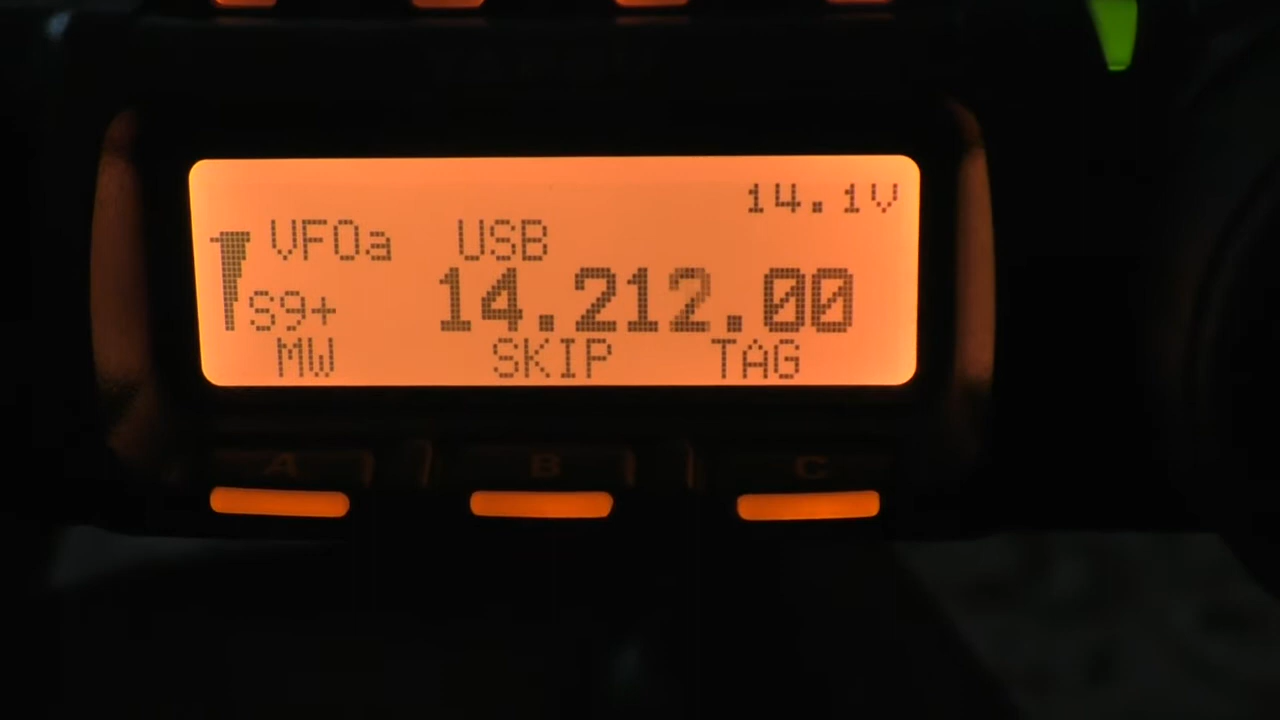 14.1V
VFOa USB
S9+ 14.212.00
MW SKIP TAG
A B C